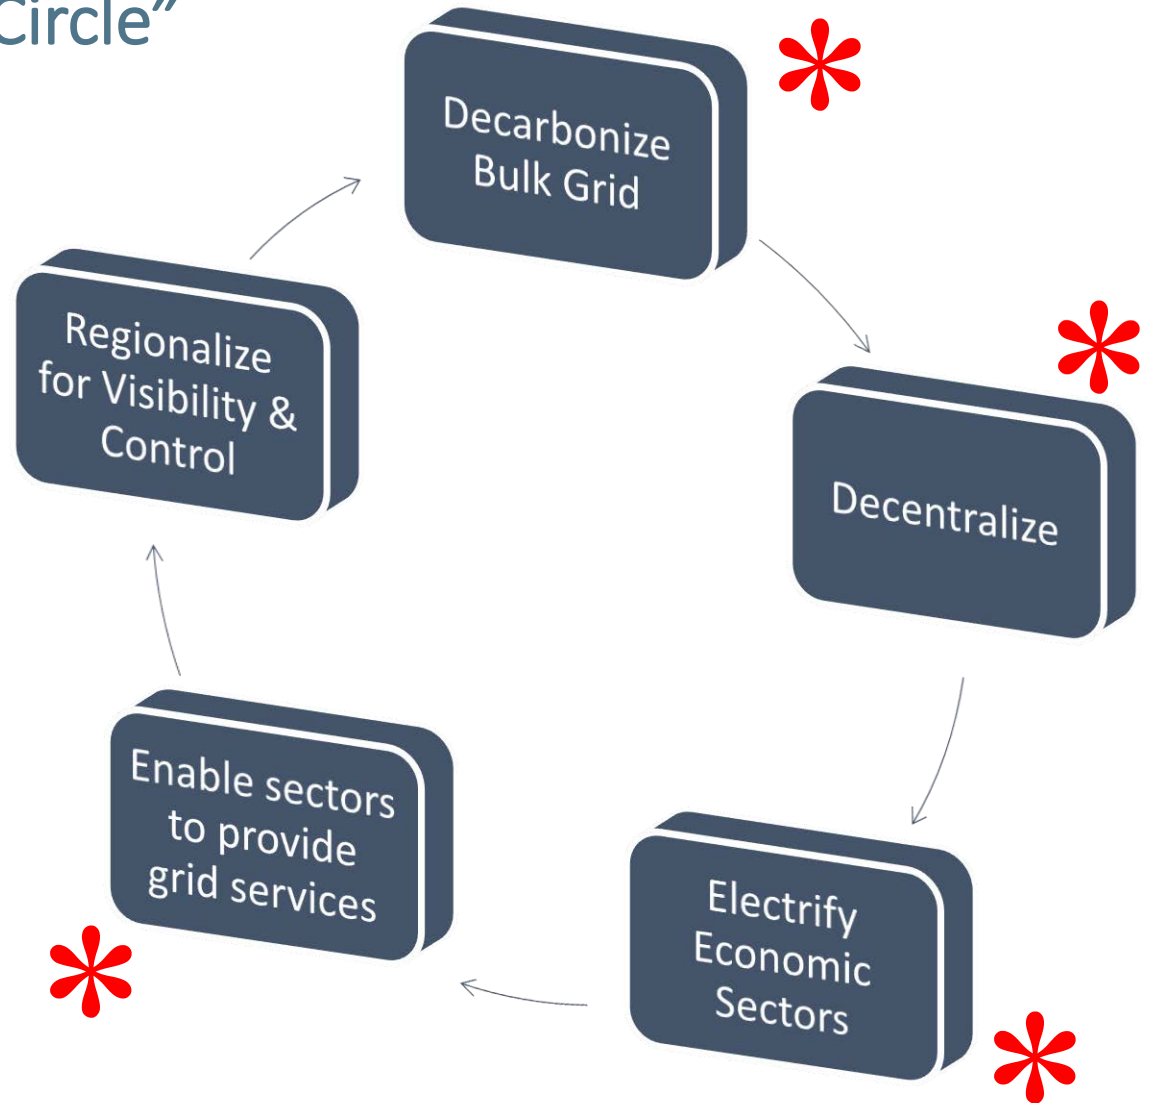 Circle”
Decarbonize
Bulk Grid
Decentralize
Electrify
Economic
Sectors
Enable sectors
to provide
grid services
Regionalize
for Visibility &
Control